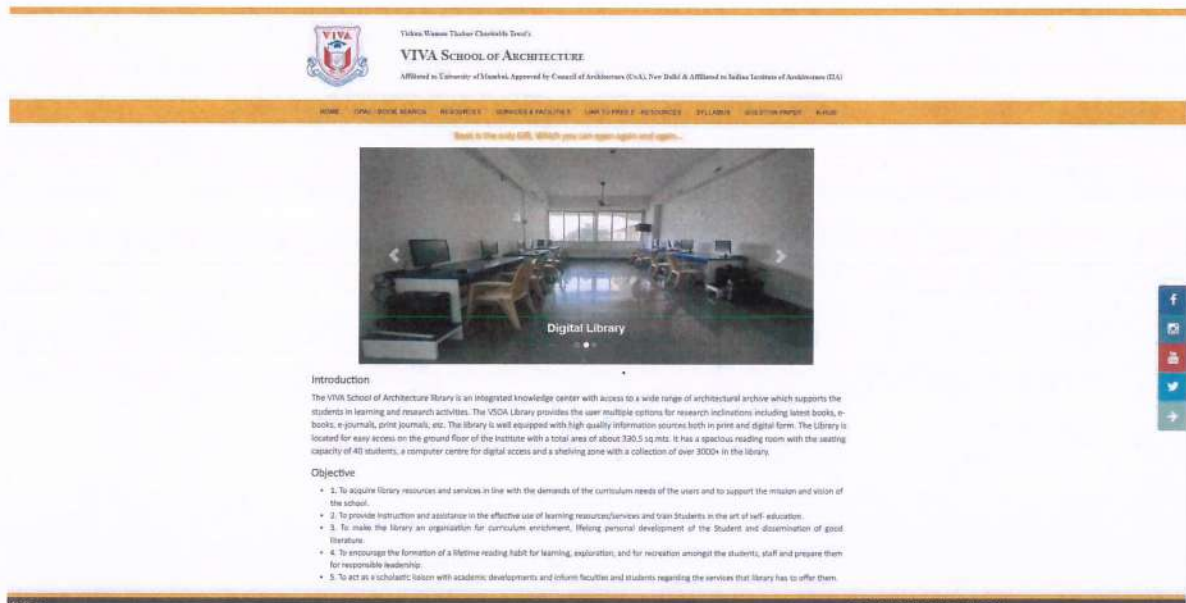 VIVA
Vishnu Waman Thakur Charitable Trust's
VIVA SCHOOL OF ARCHITECTURE
Affiliated to University of Mumbai, Approved by Council of Architecture (CoA), New Delhi & Affiliated to Indian Institute of Architecture (IIA)
HOME OPAC - BOOK SEARCH RESOURCES SERVICES & FACILITIES LINK TO FREE E - RESOURCES SYLLABUS QUESTION PAPER K-HUB
Book is the only Gift, Which you can open again and again...
Digital Library
Introduction
The VIVA School of Architecture library is an integrated knowledge center with access to a wide range of architectural archive which supports the
students in learning and research activities. The VSOA Library provides the user multiple options for research inclinations including latest books, e-
books, e-journals, print journals, etc. The library is well equipped with high quality information sources both in print and digital form. The Library is
located for easy access on the ground floor of the institute with a total area of about 330.5 sq.mts. It has a spacious reading room with the seating
capacity of 40 students, a computer centre for digital access and a shelving zone with a collection of over 3000+ in the library.
Objective
• 1. To acquire library resources and services in line with the demands of the curriculum needs of the users and to support the mission and vision of
the school.
• 2. To provide instruction and assistance in the effective use of learning resources/services and train Students in the art of self- education.
• 3. To make the library an organization for curriculum enrichment, lifelong personal development of the Student and dissemination of good
literature.
• 4. To encourage the formation of a lifetime reading habit for learning, exploration, and for recreation amongst the students, staff and prepare them
for responsible leadership.
• 5. To act as a scholastic liaison with academic developments and inform faculties and students regarding the services that library has to offer them.